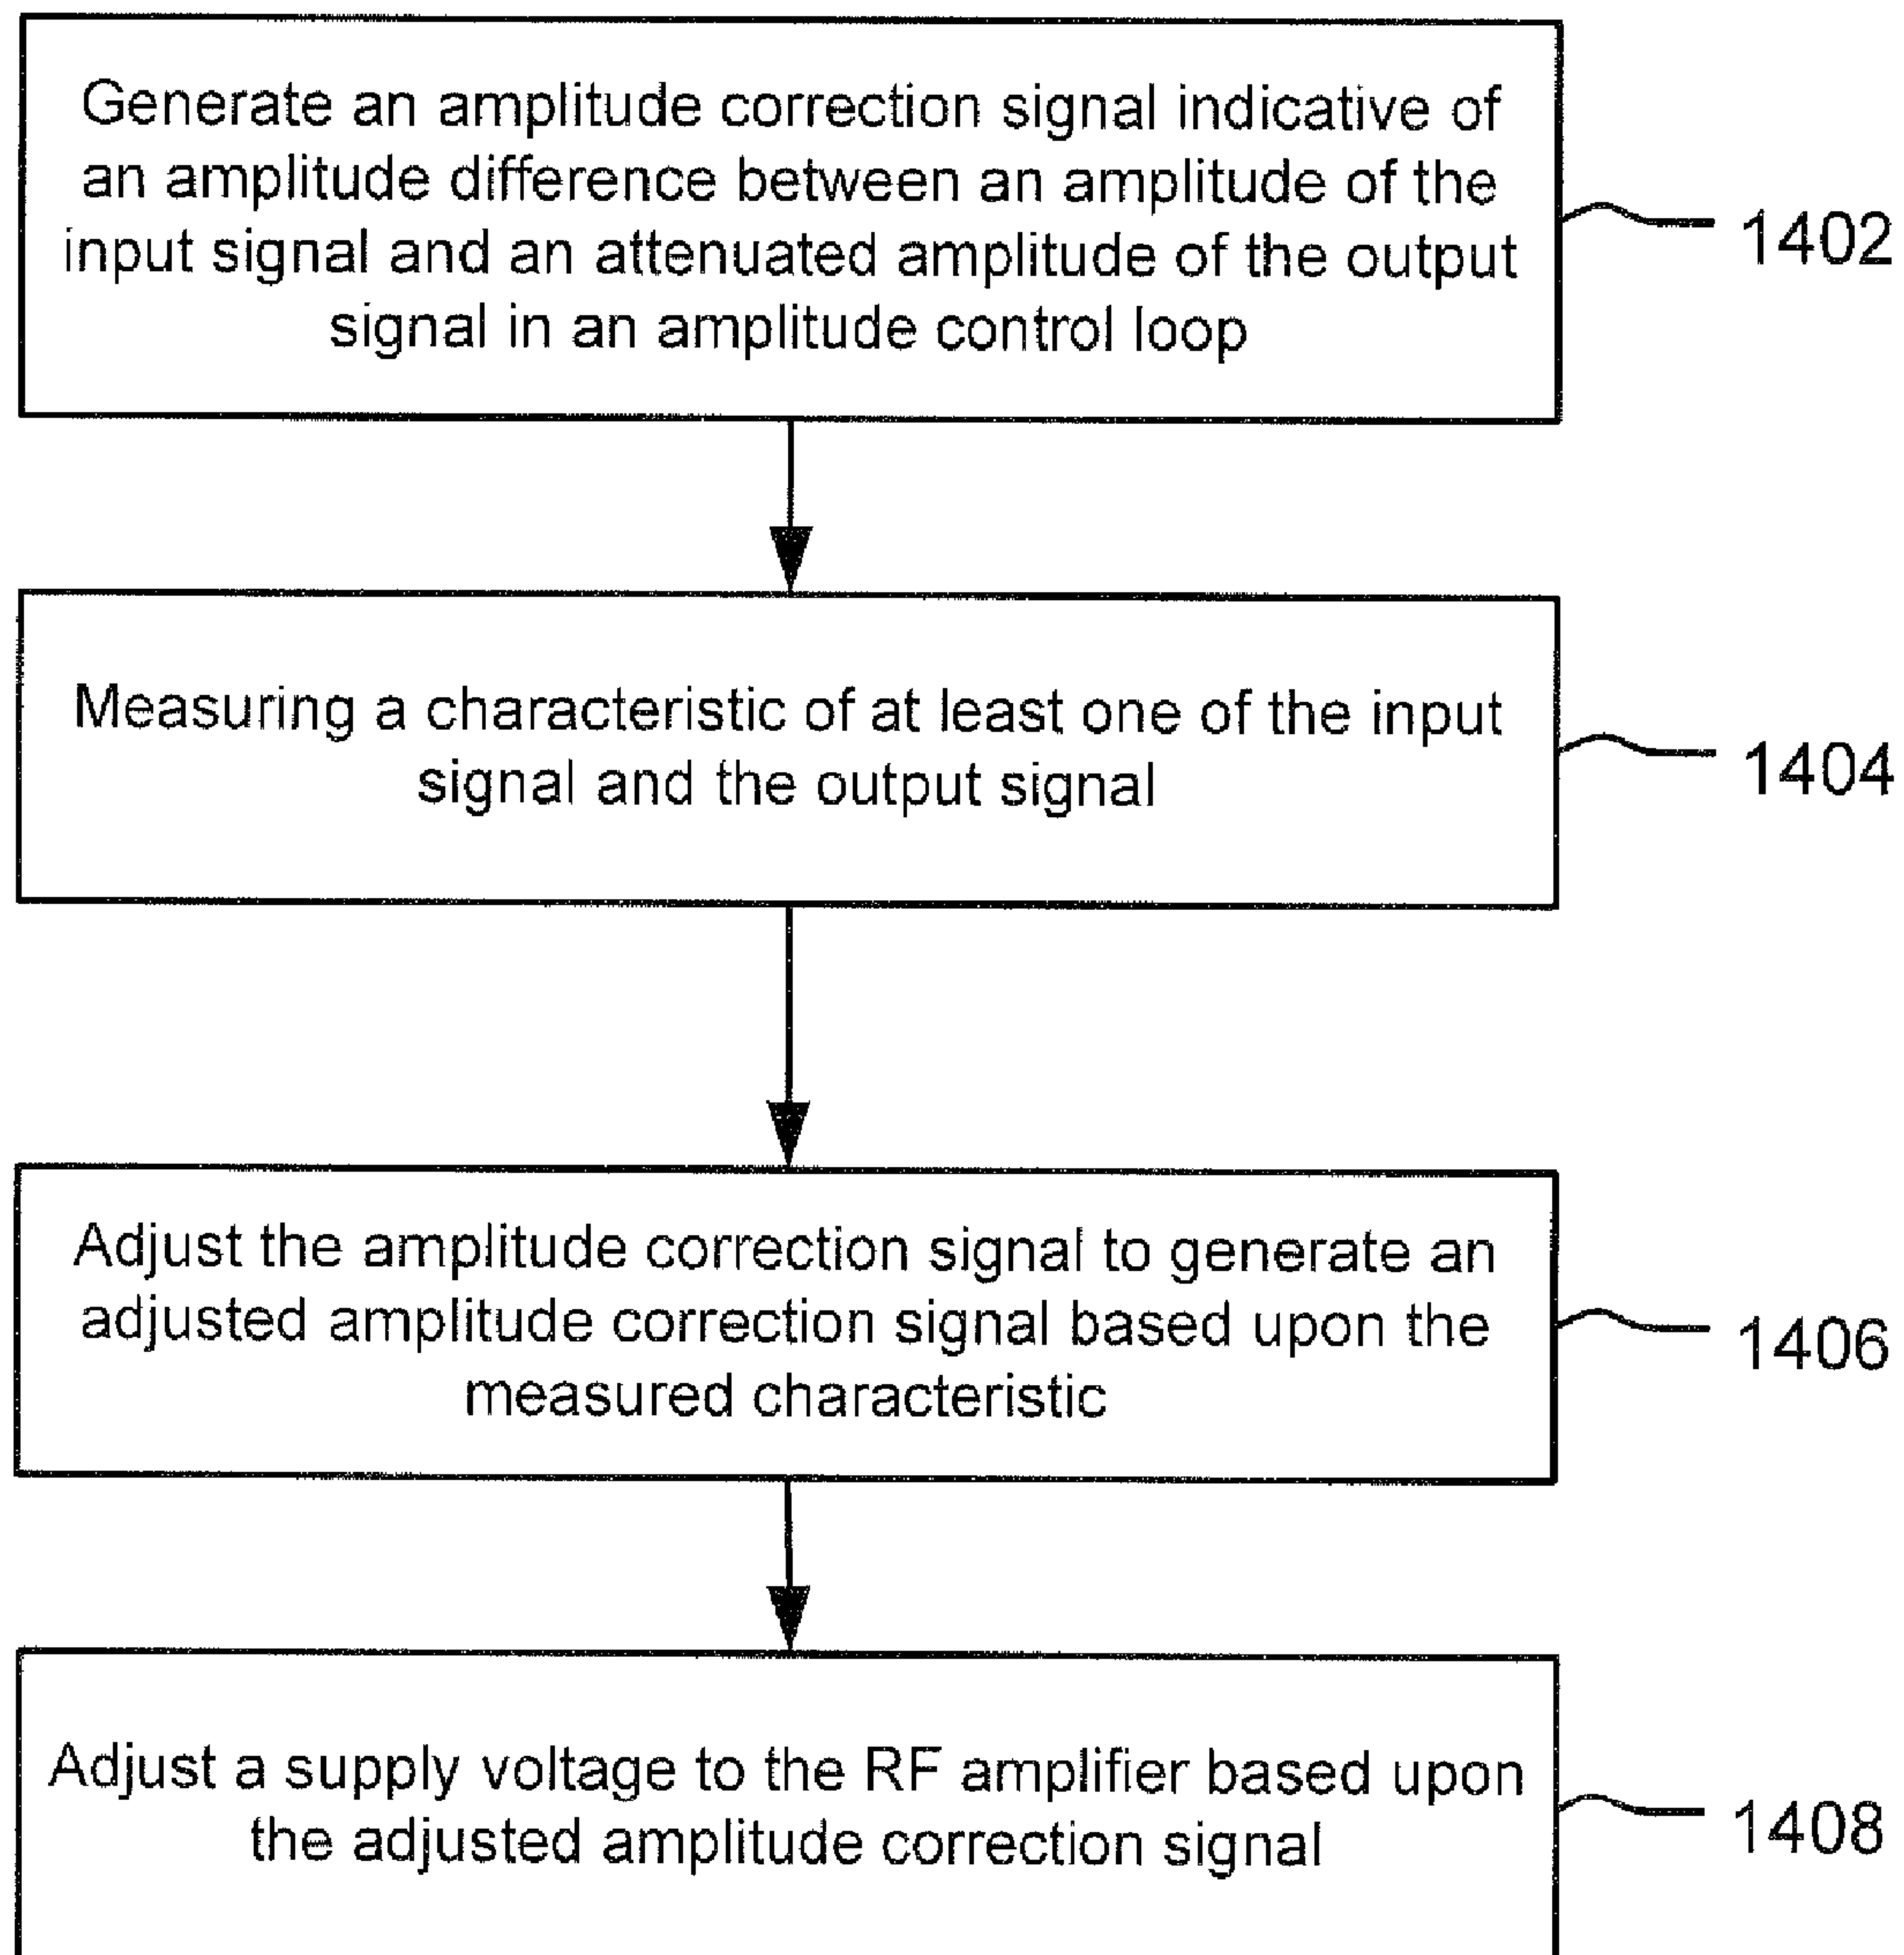 Generate an amplitude correction signal indicative of
an amplitude difference between an amplitude of the
input signal and an attenuated amplitude of the output
signal in an amplitude control loop
1402
Measuring a characteristic of at least one of the input
signal and the output signal
1404
Adjust the amplitude correction signal to generate an
adjusted amplitude correction signal based upon the
measured characteristic
1406
Adjust a supply voltage to the RF amplifier based upon
the adjusted amplitude correction signal
1408